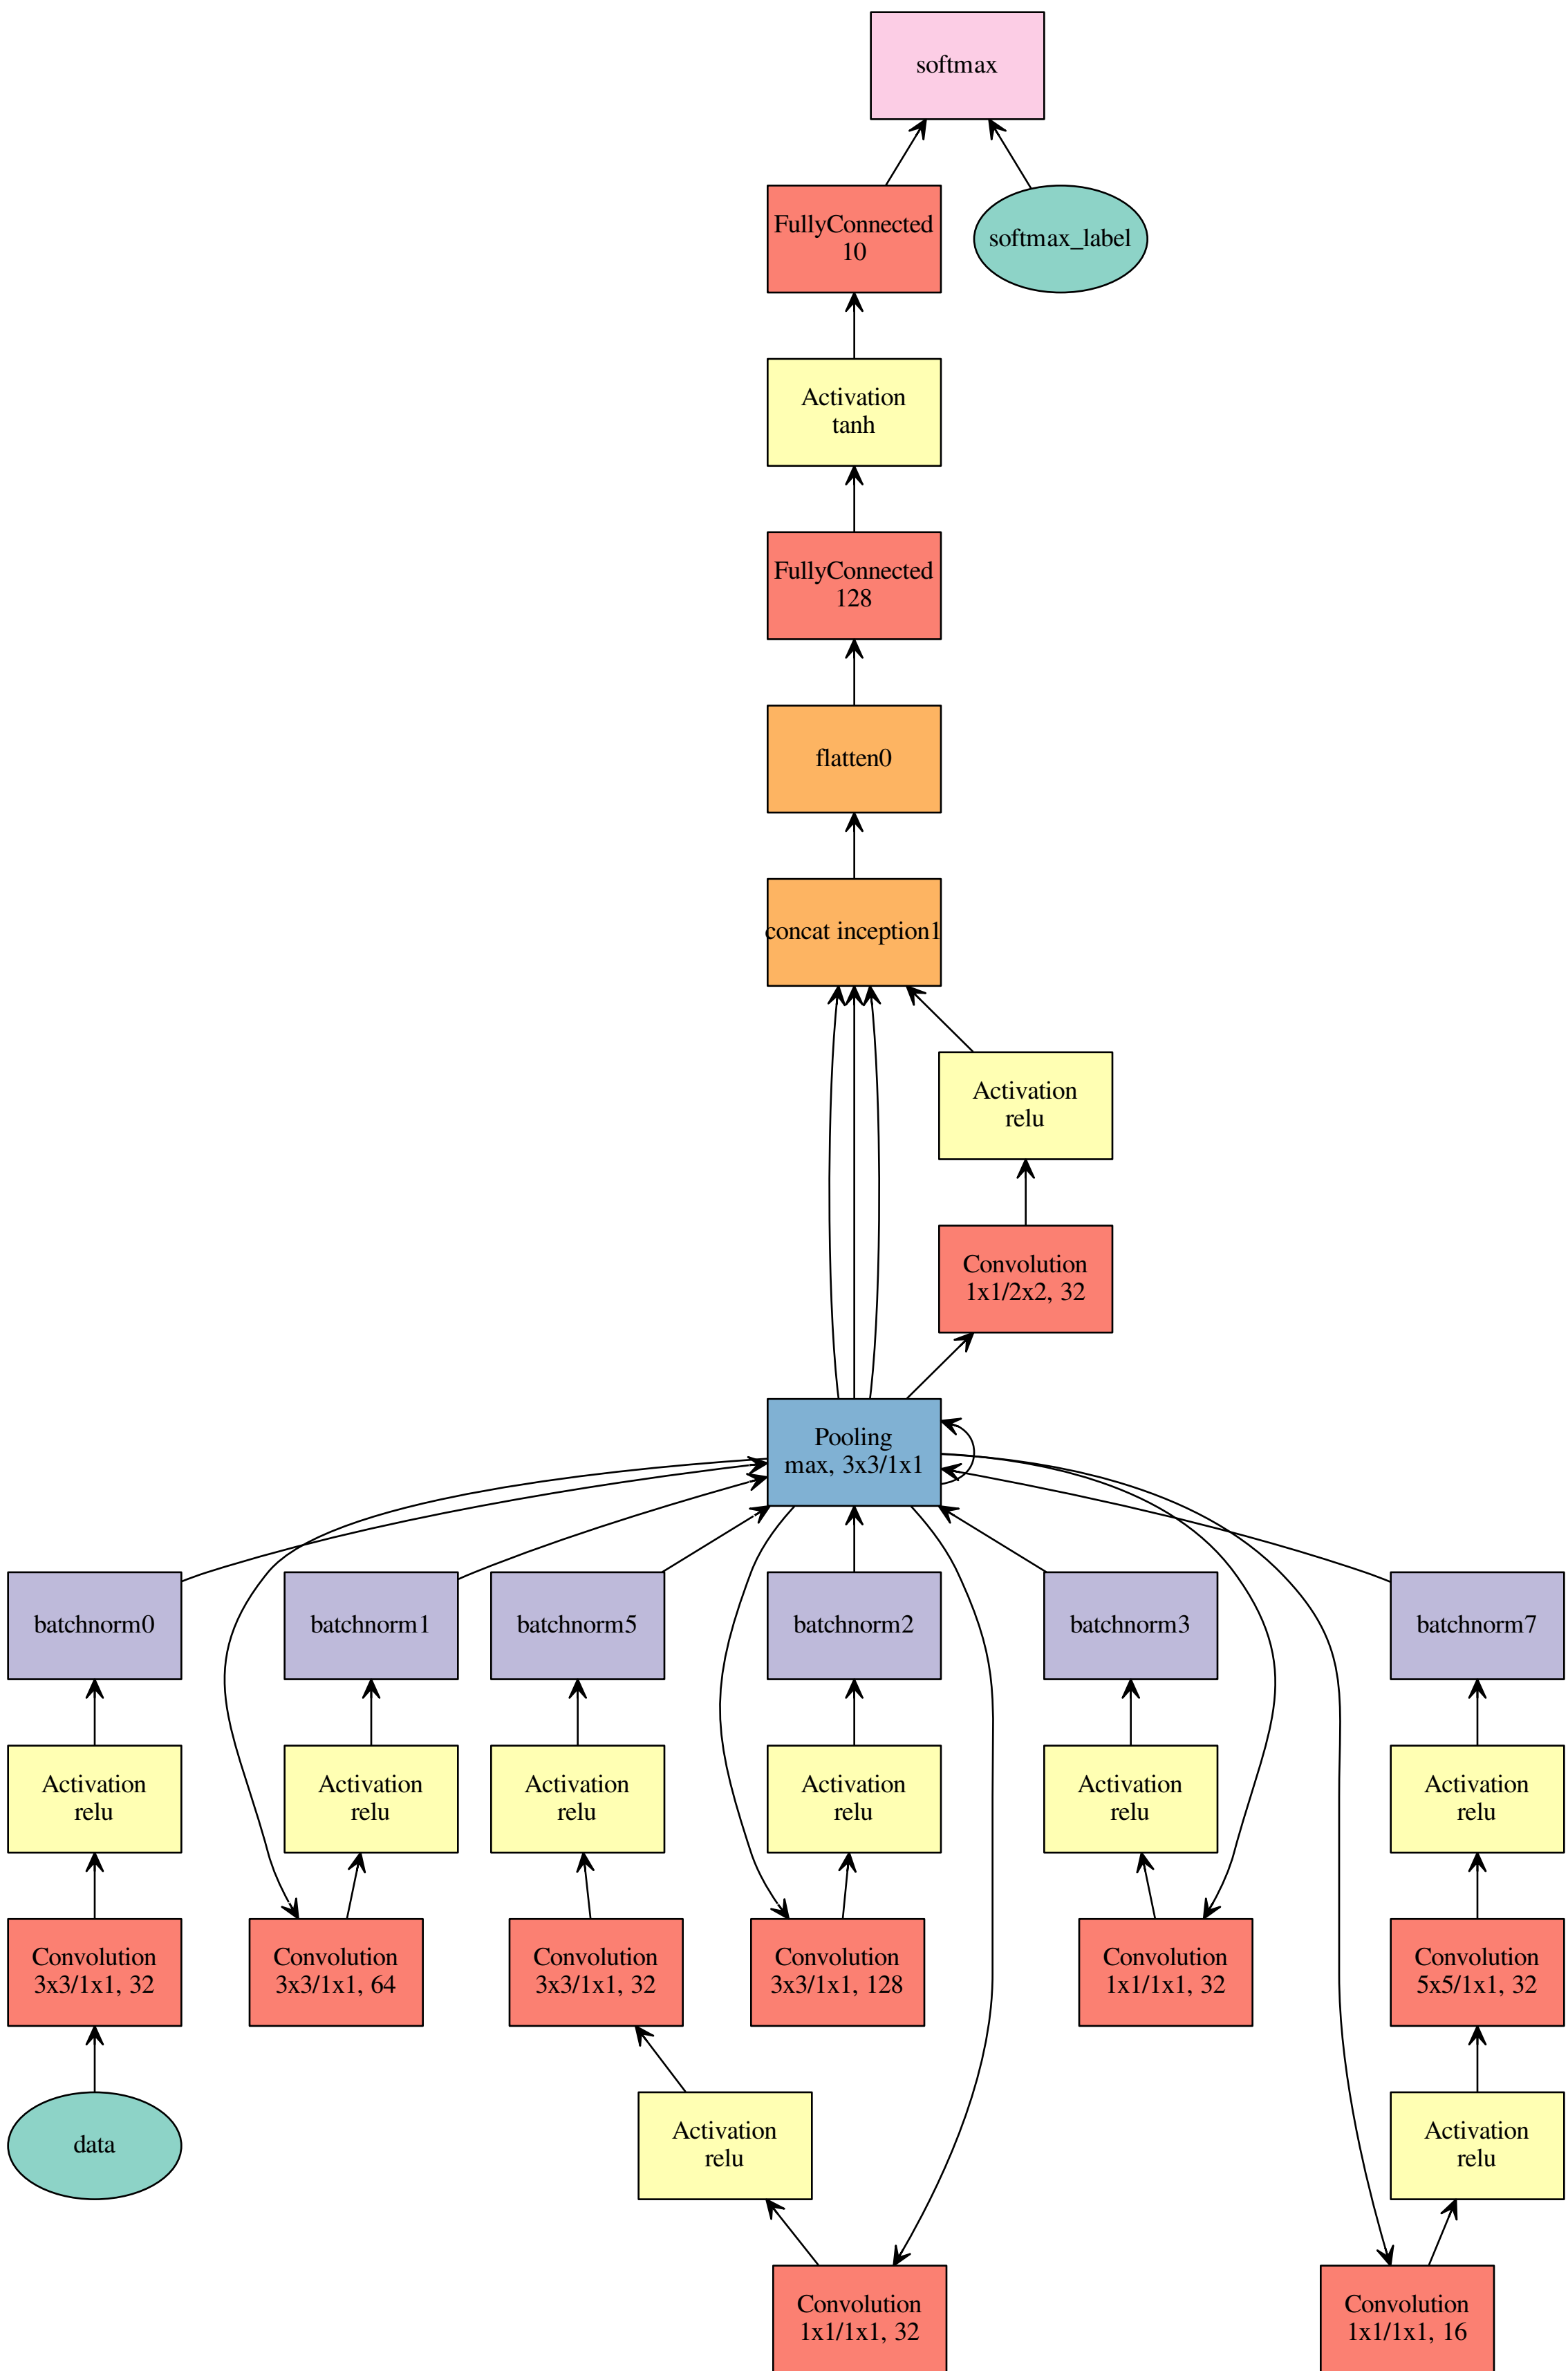 softmax
FullyConnected
10
softmax_label
Activation
tanh
FullyConnected
128
flatten0
concat inception1
Activation
relu
Convolution
1x1/2x2, 32
Pooling
max, 3x3/1x1
batchnorm0
batchnorm1
batchnorm5
batchnorm2
batchnorm3
batchnorm7
Activation
relu
Activation
relu
Activation
relu
Activation
relu
Activation
relu
Activation
relu
Convolution
3x3/1x1, 32
Convolution
3x3/1x1, 64
Convolution
3x3/1x1, 32
Convolution
3x3/1x1, 128
Convolution
1x1/1x1, 32
Convolution
5x5/1x1, 32
data
Activation
relu
Activation
relu
Convolution
1x1/1x1, 32
Convolution
1x1/1x1, 16